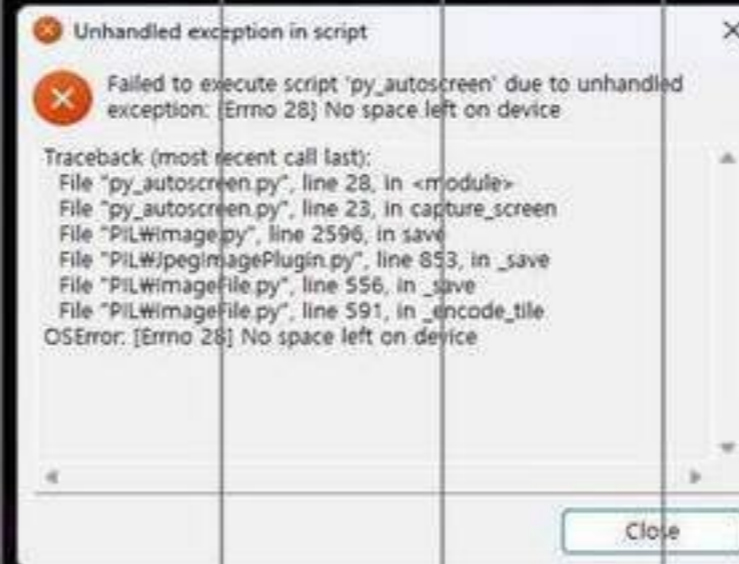 Unhandled exception in script
Failed to execute script 'py_autoscreen' due to unhandled
exception: [Errno 28] No space left on device
Traceback (most recent call last):
File "py_autoscreen.py", line 28, in <module>
File "py_autoscreen.py", line 23, in capture_screen
File "PIL₩Image.py", line 2596, in save
File "PIL₩JpegImagePlugin.py", line 853, in _save
File "PIL₩ImageFile.py", line 556, in _save
File "PIL₩ImageFile.py", line 591, in _encode_tile
OSError: [Errno 28] No space left on device
Close